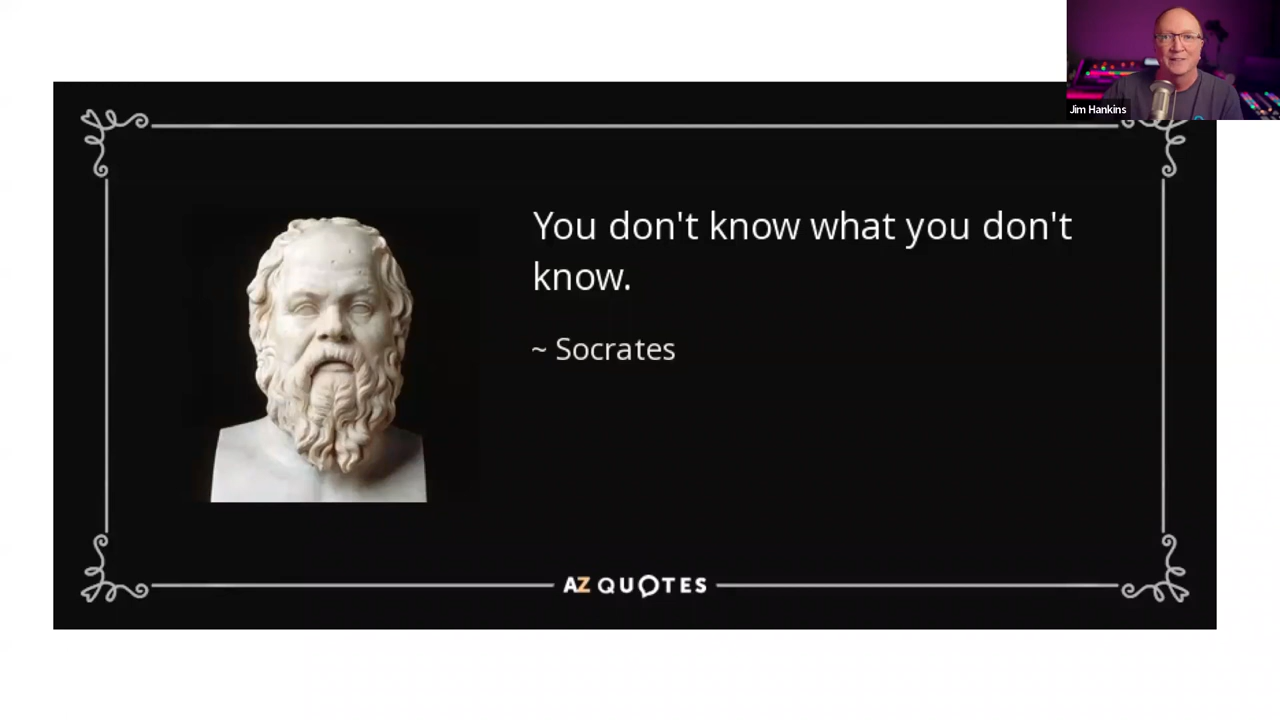 Jim Hankins
You don't know what you don't
know.
~ Socrates
AZ QUOTES